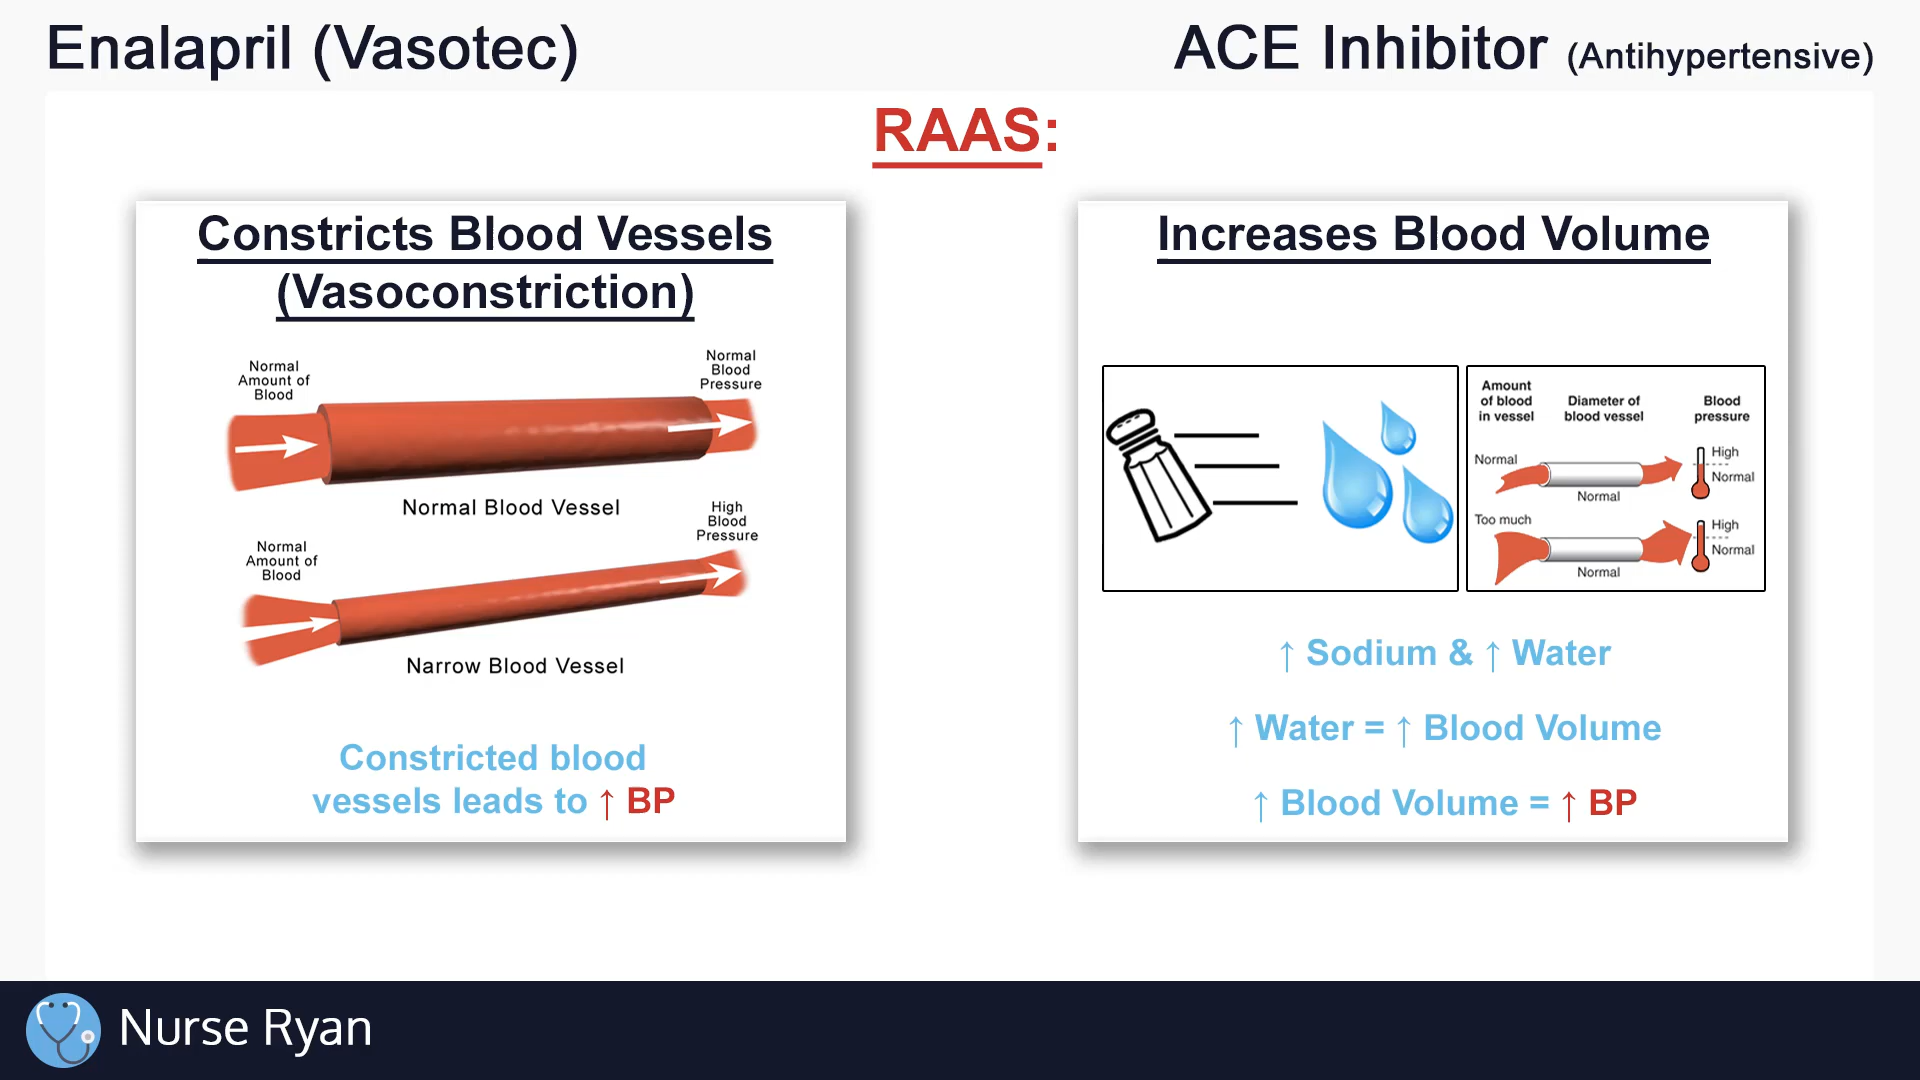 Enalapril (Vasotec)
ACE Inhibitor (Antihypertensive)
RAAS:
Constricts Blood Vessels
(Vasoconstriction)
Normal
Amount of
Blood
Normal
Blood
Pressure
Normal Blood Vessel
Normal
Amount of
Blood
High
Blood
Pressure
Narrow Blood Vessel
Constricted blood
vessels leads to ↑ BP
Increases Blood Volume
Amount
of blood
in vessel
Diameter of
blood vessel
Blood
pressure
Normal
Normal
High
Normal
Too much
Normal
High
Normal
↑ Sodium & ↑ Water
↑ Water = ↑ Blood Volume
↑ Blood Volume = ↑ BP
Nurse Ryan